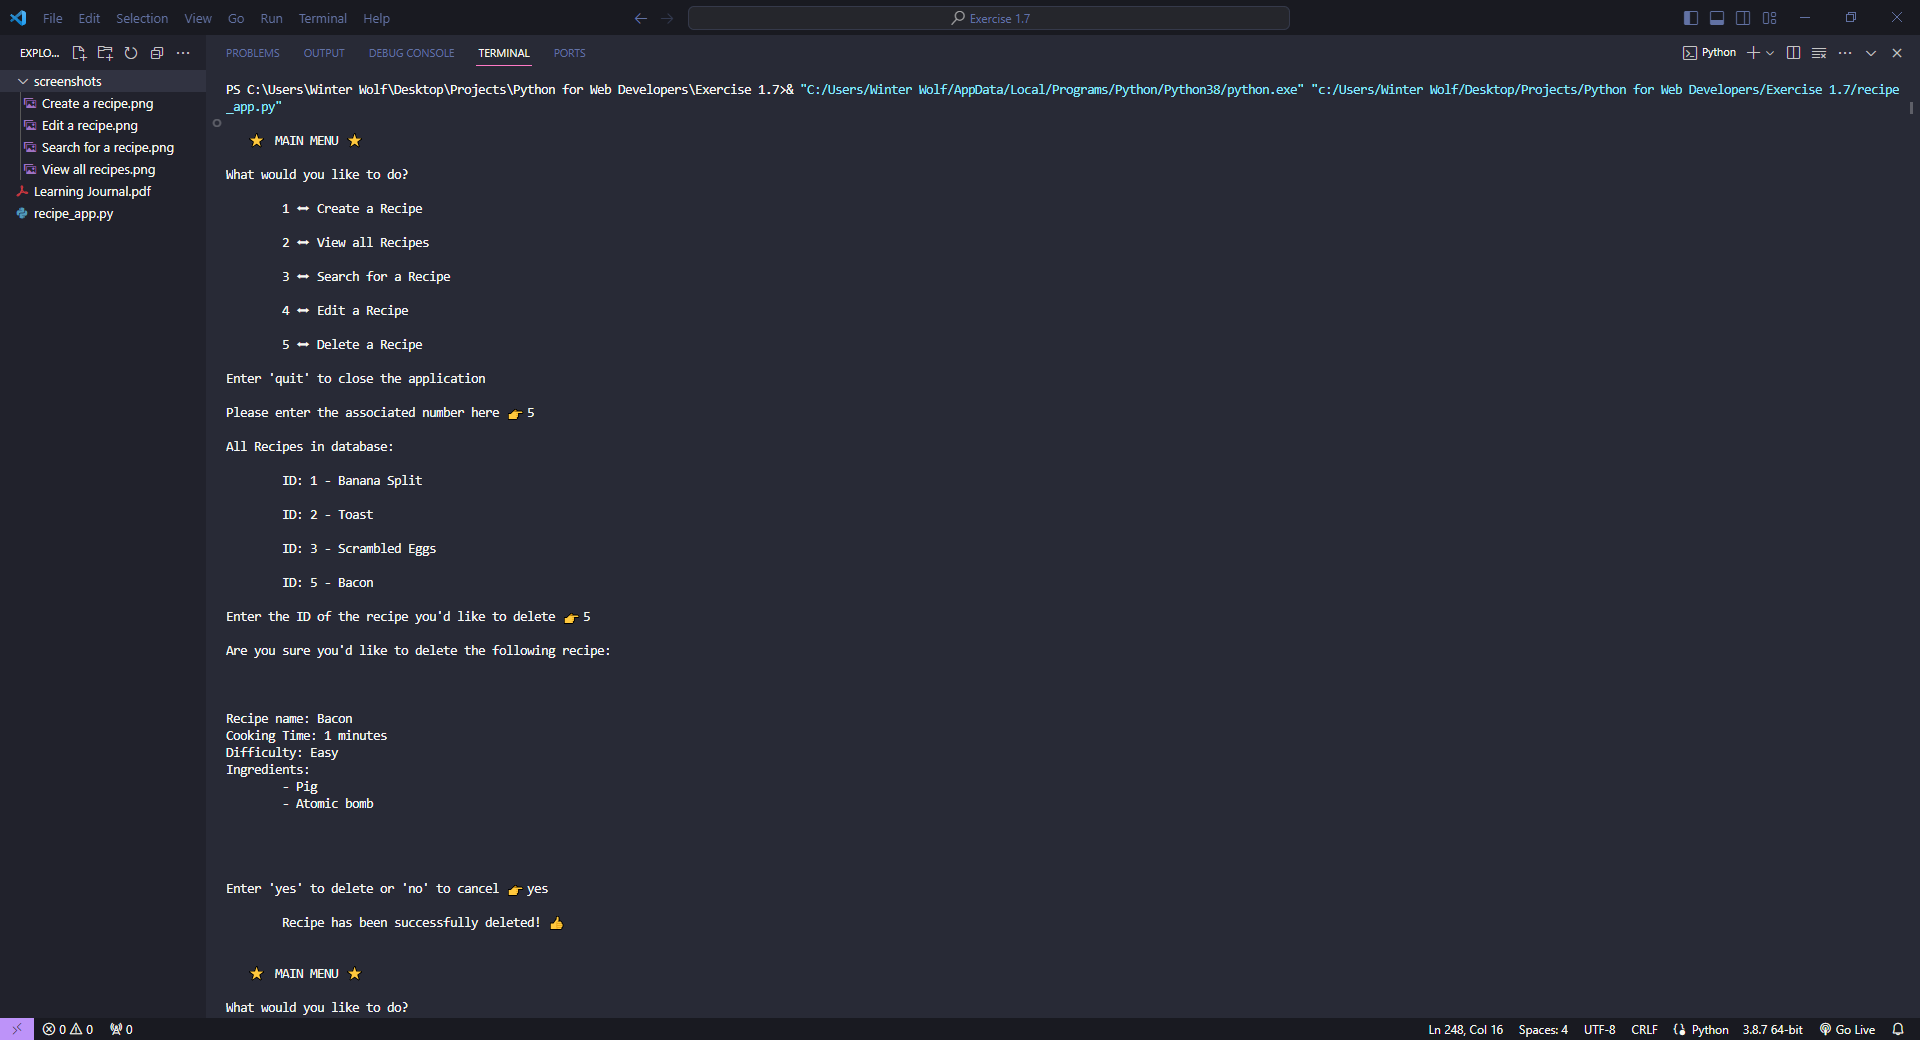 File Edit Selection View Go Run Terminal Help Exercise 1.7
EXPLO... PROBLEMS OUTPUT DEBUG CONSOLE TERMINAL PORTS Python
screenshots
Create a recipe.png
Edit a recipe.png
Search for a recipe.png
View all recipes.png
Learning Journal.pdf
recipe_app.py
PS C:\Users\Winter Wolf\Desktop\Projects\Python for Web Developers\Exercise 1.7>& "C:/Users/Winter Wolf/AppData/Local/Programs/Python/Python38/python.exe" "c:/Users/Winter Wolf/Desktop/Projects/Python for Web Developers/Exercise 1.7/recipe
_app.py"
⭐ MAIN MENU ⭐
What would you like to do?
1 ↔ Create a Recipe
2 ↔ View all Recipes
3 ↔ Search for a Recipe
4 ↔ Edit a Recipe
5 ↔ Delete a Recipe
Enter 'quit' to close the application
Please enter the associated number here 👉 5
All Recipes in database:
ID: 1 - Banana Split
ID: 2 - Toast
ID: 3 - Scrambled Eggs
ID: 5 - Bacon
Enter the ID of the recipe you'd like to delete 👉 5
Are you sure you'd like to delete the following recipe:
Recipe name: Bacon
Cooking Time: 1 minutes
Difficulty: Easy
Ingredients:
- Pig
- Atomic bomb
Enter 'yes' to delete or 'no' to cancel 👉 yes
Recipe has been successfully deleted! 👍
⭐ MAIN MENU ⭐
What would you like to do?
0 0 0 Ln 248, Col 16 Spaces: 4 UTF-8 CRLF Python 3.8.7 64-bit Go Live